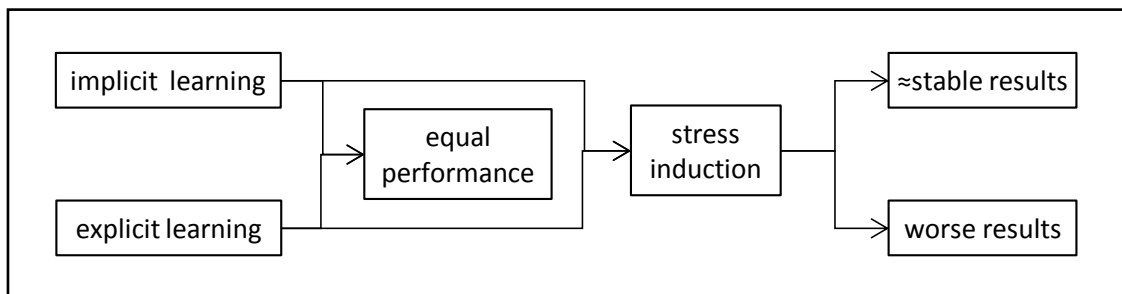 implicit learning
≈stable results
equal
performance
stress
induction
explicit learning
worse results